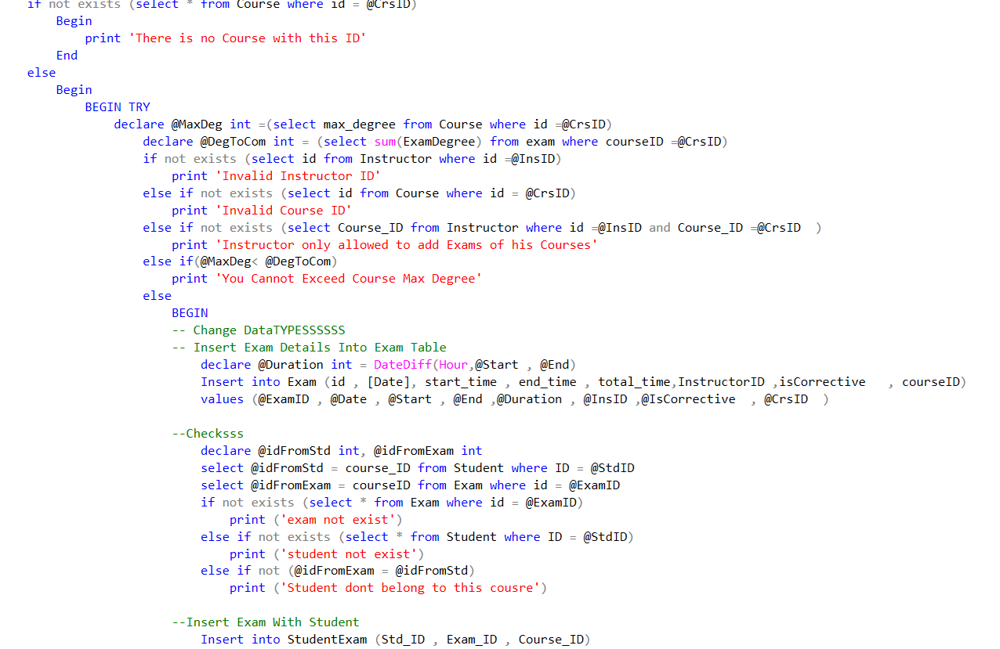 if not exists (select * from Course where id = @CrsID)
Begin
print 'There is no Course with this ID'
End
else
Begin
BEGIN TRY
declare @MaxDeg int =(select max_degree from Course where id =@CrsID)
declare @DegToCom int = (select sum(ExamDegree) from exam where courseID =@CrsID)
if not exists (select id from Instructor where id =@InsID)
print 'Invalid Instructor ID'
else if not exists (select id from Course where id = @CrsID)
print 'Invalid Course ID'
else if not exists (select Course_ID from Instructor where id =@InsID and Course_ID =@CrsID  )
print 'Instructor only allowed to add Exams of his Courses'
else if(@MaxDeg< @DegToCom)
print 'You Cannot Exceed Course Max Degree'
else
BEGIN
-- Change DataTYPESSSSSS
-- Insert Exam Details Into Exam Table
declare @Duration int = DateDiff(Hour,@Start , @End)
Insert into Exam (id , [Date], start_time , end_time , total_time,InstructorID ,isCorrective   , courseID)
values (@ExamID , @Date , @Start , @End ,@Duration , @InsID ,@IsCorrective  , @CrsID  )
--Checksss
declare @idFromStd int, @idFromExam int
select @idFromStd = course_ID from Student where ID = @StdID
select @idFromExam = courseID from Exam where id = @ExamID
if not exists (select * from Exam where id = @ExamID)
print ('exam not exist')
else if not exists (select * from Student where ID = @StdID)
print ('student not exist')
else if not (@idFromExam = @idFromStd)
print ('Student dont belong to this cousre')
--Insert Exam With Student
Insert into StudentExam (Std_ID , Exam_ID , Course_ID)